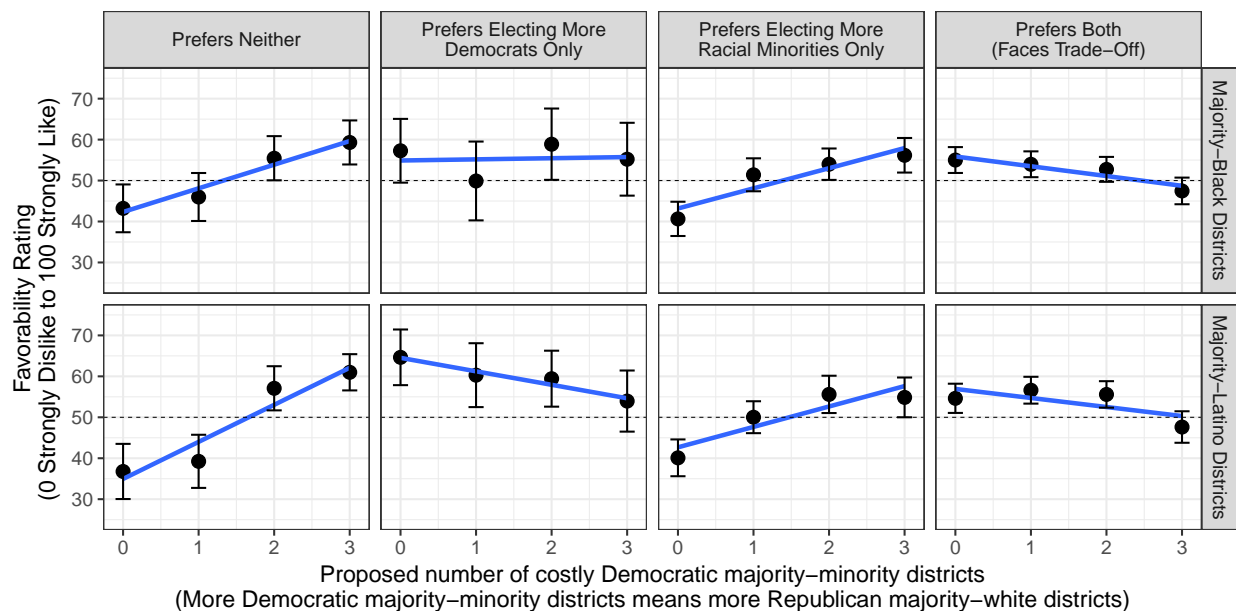 Prefers Neither
Prefers Electing More
Democrats Only
Prefers Electing More
Racial Minorities Only
Prefers Both
(Faces Trade−Off)
Favorability Rating
(0 Strongly Dislike to 100 Strongly Like)
70
60
50
40
30
Majority−Black Districts
70
60
50
40
30
Majority−Latino Districts
0 1 2 3 0 1 2 3 0 1 2 3 0 1 2 3
Proposed number of costly Democratic majority−minority districts
(More Democratic majority−minority districts means more Republican majority−white districts)